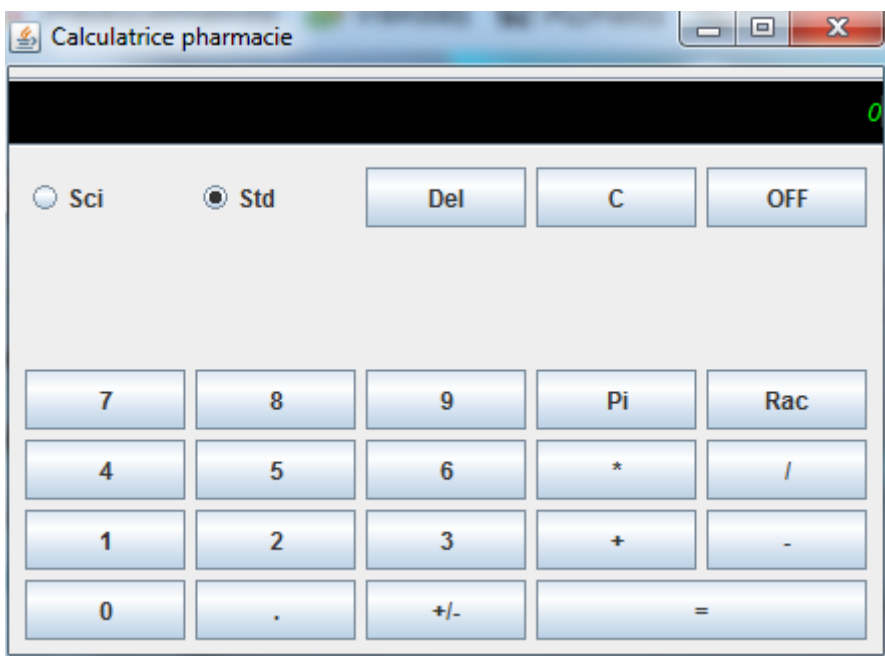 Calculatrice pharmacie
0
Sci Std Del C OFF
7 8 9 Pi Rac
4 5 6 * /
1 2 3 + -
0 . +/- =